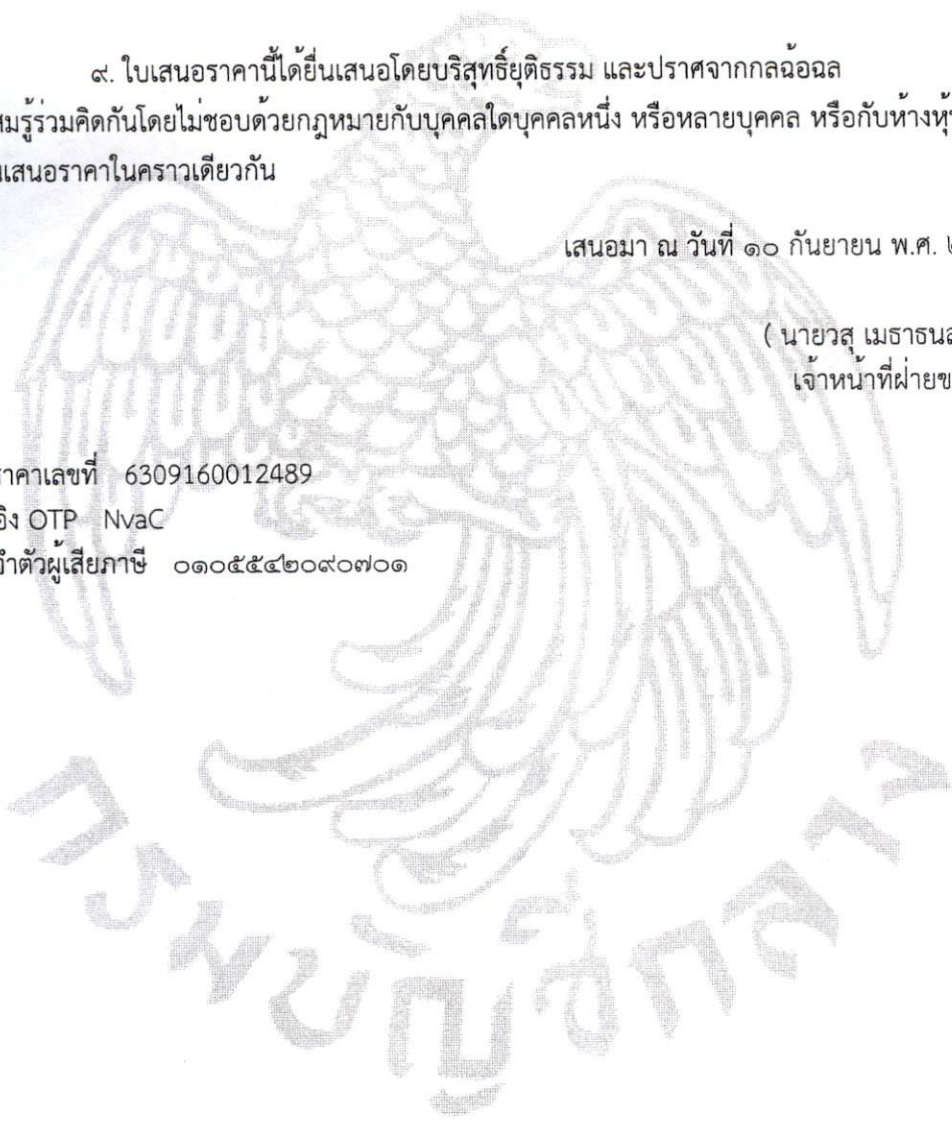 ๙. ใบเสนอราคานี้ได้ยื่นเสนอโดยบริสุทธิ์ยุติธรรม และปราศจากกลฉ้อฉล
สมรู้ร่วมคิดกันโดยไม่ชอบด้วยกฎหมายกับบุคคลใดบุคคลหนึ่ง หรือหลายบุคคล หรือกับห้างหุ้
เสนอราคาในคราวเดียวกัน
เสนอมา ณ วันที่ ๑๐ กันยายน พ.ศ.
( นายวสุ เมธาธน
เจ้าหน้าที่ฝ่ายข
ราคาเลขที่ 6309160012489
อิง OTP NvaC
จำตัวผู้เสียภาษี ๐๑๐๕๕๔๒๐๙๐๗๐๑
กรมบัญชีกลาง